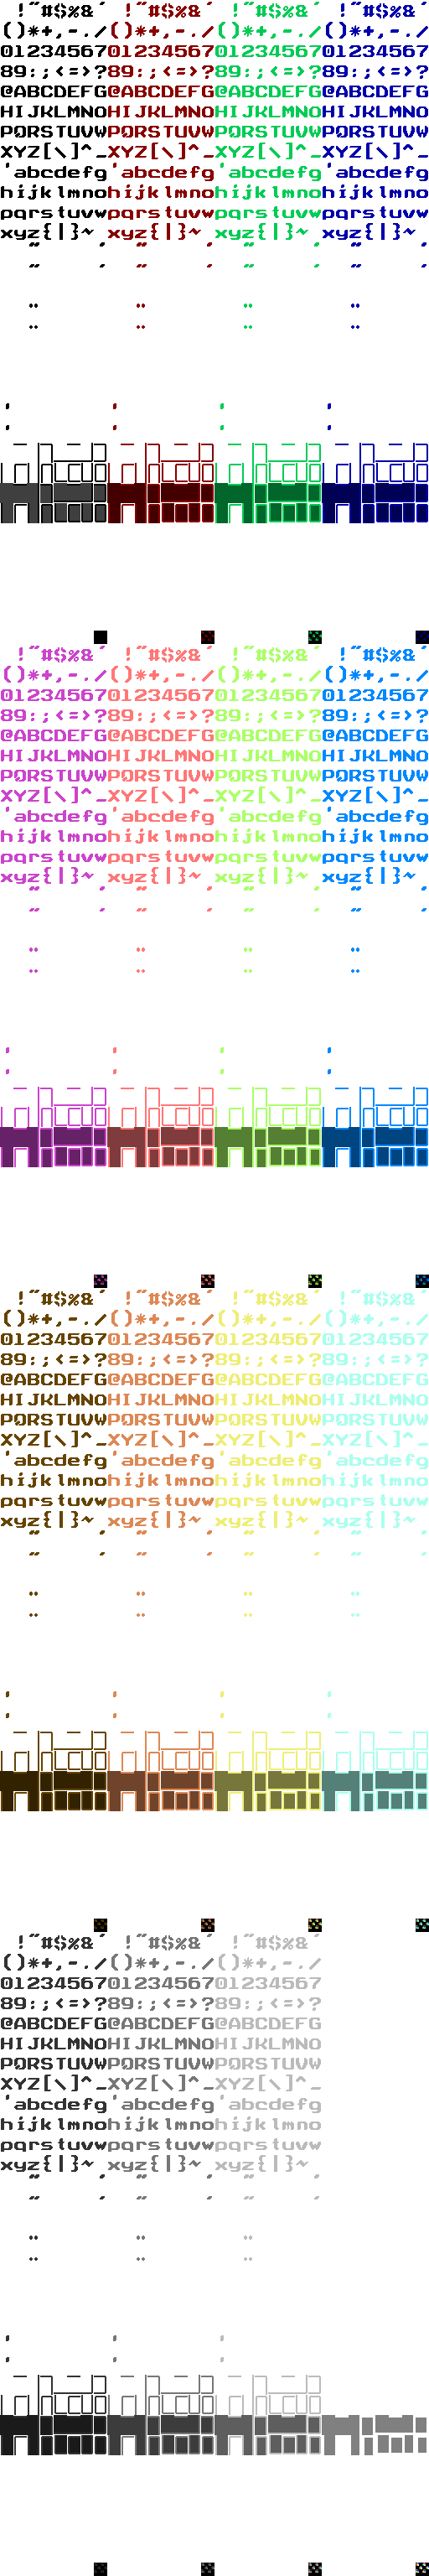 !"#$%&' !"#$%&' !"#$%&' !"#$%&'
()*+,-./()*+,-./()*+,-./()*+,-./
01234567012345670123456701234567
89:;<=>?89:;<=>?89:;<=>?89:;<=>?
@ABCDEFG@ABCDEFG@ABCDEFG@ABCDEFG
HIJKLMNOHIJKLMNOHIJKLMNOHIJKLMNO
PQRSTUVWPQRSTUVWPQRSTUVWPQRSTUVW
XYZ[\]^_XYZ[\]^_XYZ[\]^_XYZ[\]^_
`abcdefg`abcdefg`abcdefg`abcdefg
hijklmnohijklmnohijklmnohijklmno
pqrstuvwpqrstuvwpqrstuvwpqrstuvw
xyz{|}~ xyz{|}~ xyz{|}~ xyz{|}~
!"#$%&' !"#$%&' !"#$%&' !"#$%&'
()*+,-./()*+,-./()*+,-./()*+,-./
01234567012345670123456701234567
89:;<=>?89:;<=>?89:;<=>?89:;<=>?
@ABCDEFG@ABCDEFG@ABCDEFG@ABCDEFG
HIJKLMNOHIJKLMNOHIJKLMNOHIJKLMNO
PQRSTUVWPQRSTUVWPQRSTUVWPQRSTUVW
XYZ[\]^_XYZ[\]^_XYZ[\]^_XYZ[\]^_
`abcdefg`abcdefg`abcdefg`abcdefg
hijklmnohijklmnohijklmnohijklmno
pqrstuvwpqrstuvwpqrstuvwpqrstuvw
xyz{|}~ xyz{|}~ xyz{|}~ xyz{|}~
!"#$%&' !"#$%&' !"#$%&' !"#$%&'
()*+,-./()*+,-./()*+,-./()*+,-./
01234567012345670123456701234567
89:;<=>?89:;<=>?89:;<=>?89:;<=>?
@ABCDEFG@ABCDEFG@ABCDEFG@ABCDEFG
HIJKLMNOHIJKLMNOHIJKLMNOHIJKLMNO
PQRSTUVWPQRSTUVWPQRSTUVWPQRSTUVW
XYZ[\]^_XYZ[\]^_XYZ[\]^_XYZ[\]^_
`abcdefg`abcdefg`abcdefg`abcdefg
hijklmnohijklmnohijklmnohijklmno
pqrstuvwpqrstuvwpqrstuvwpqrstuvw
xyz{|}~ xyz{|}~ xyz{|}~ xyz{|}~
!"#$%&' !"#$%&' !"#$%&'
()*+,-./()*+,-./()*+,-./
012345670123456701234567
89:;<=>?89:;<=>?89:;<=>?
@ABCDEFG@ABCDEFG@ABCDEFG
HIJKLMNOHIJKLMNOHIJKLMNO
PQRSTUVWPQRSTUVWPQRSTUVW
XYZ[\]^_XYZ[\]^_XYZ[\]^_
`abcdefg`abcdefg`abcdefg
hijklmnohijklmnohijklmno
pqrstuvwpqrstuvwpqrstuvw
xyz{|}~ xyz{|}~ xyz{|}~